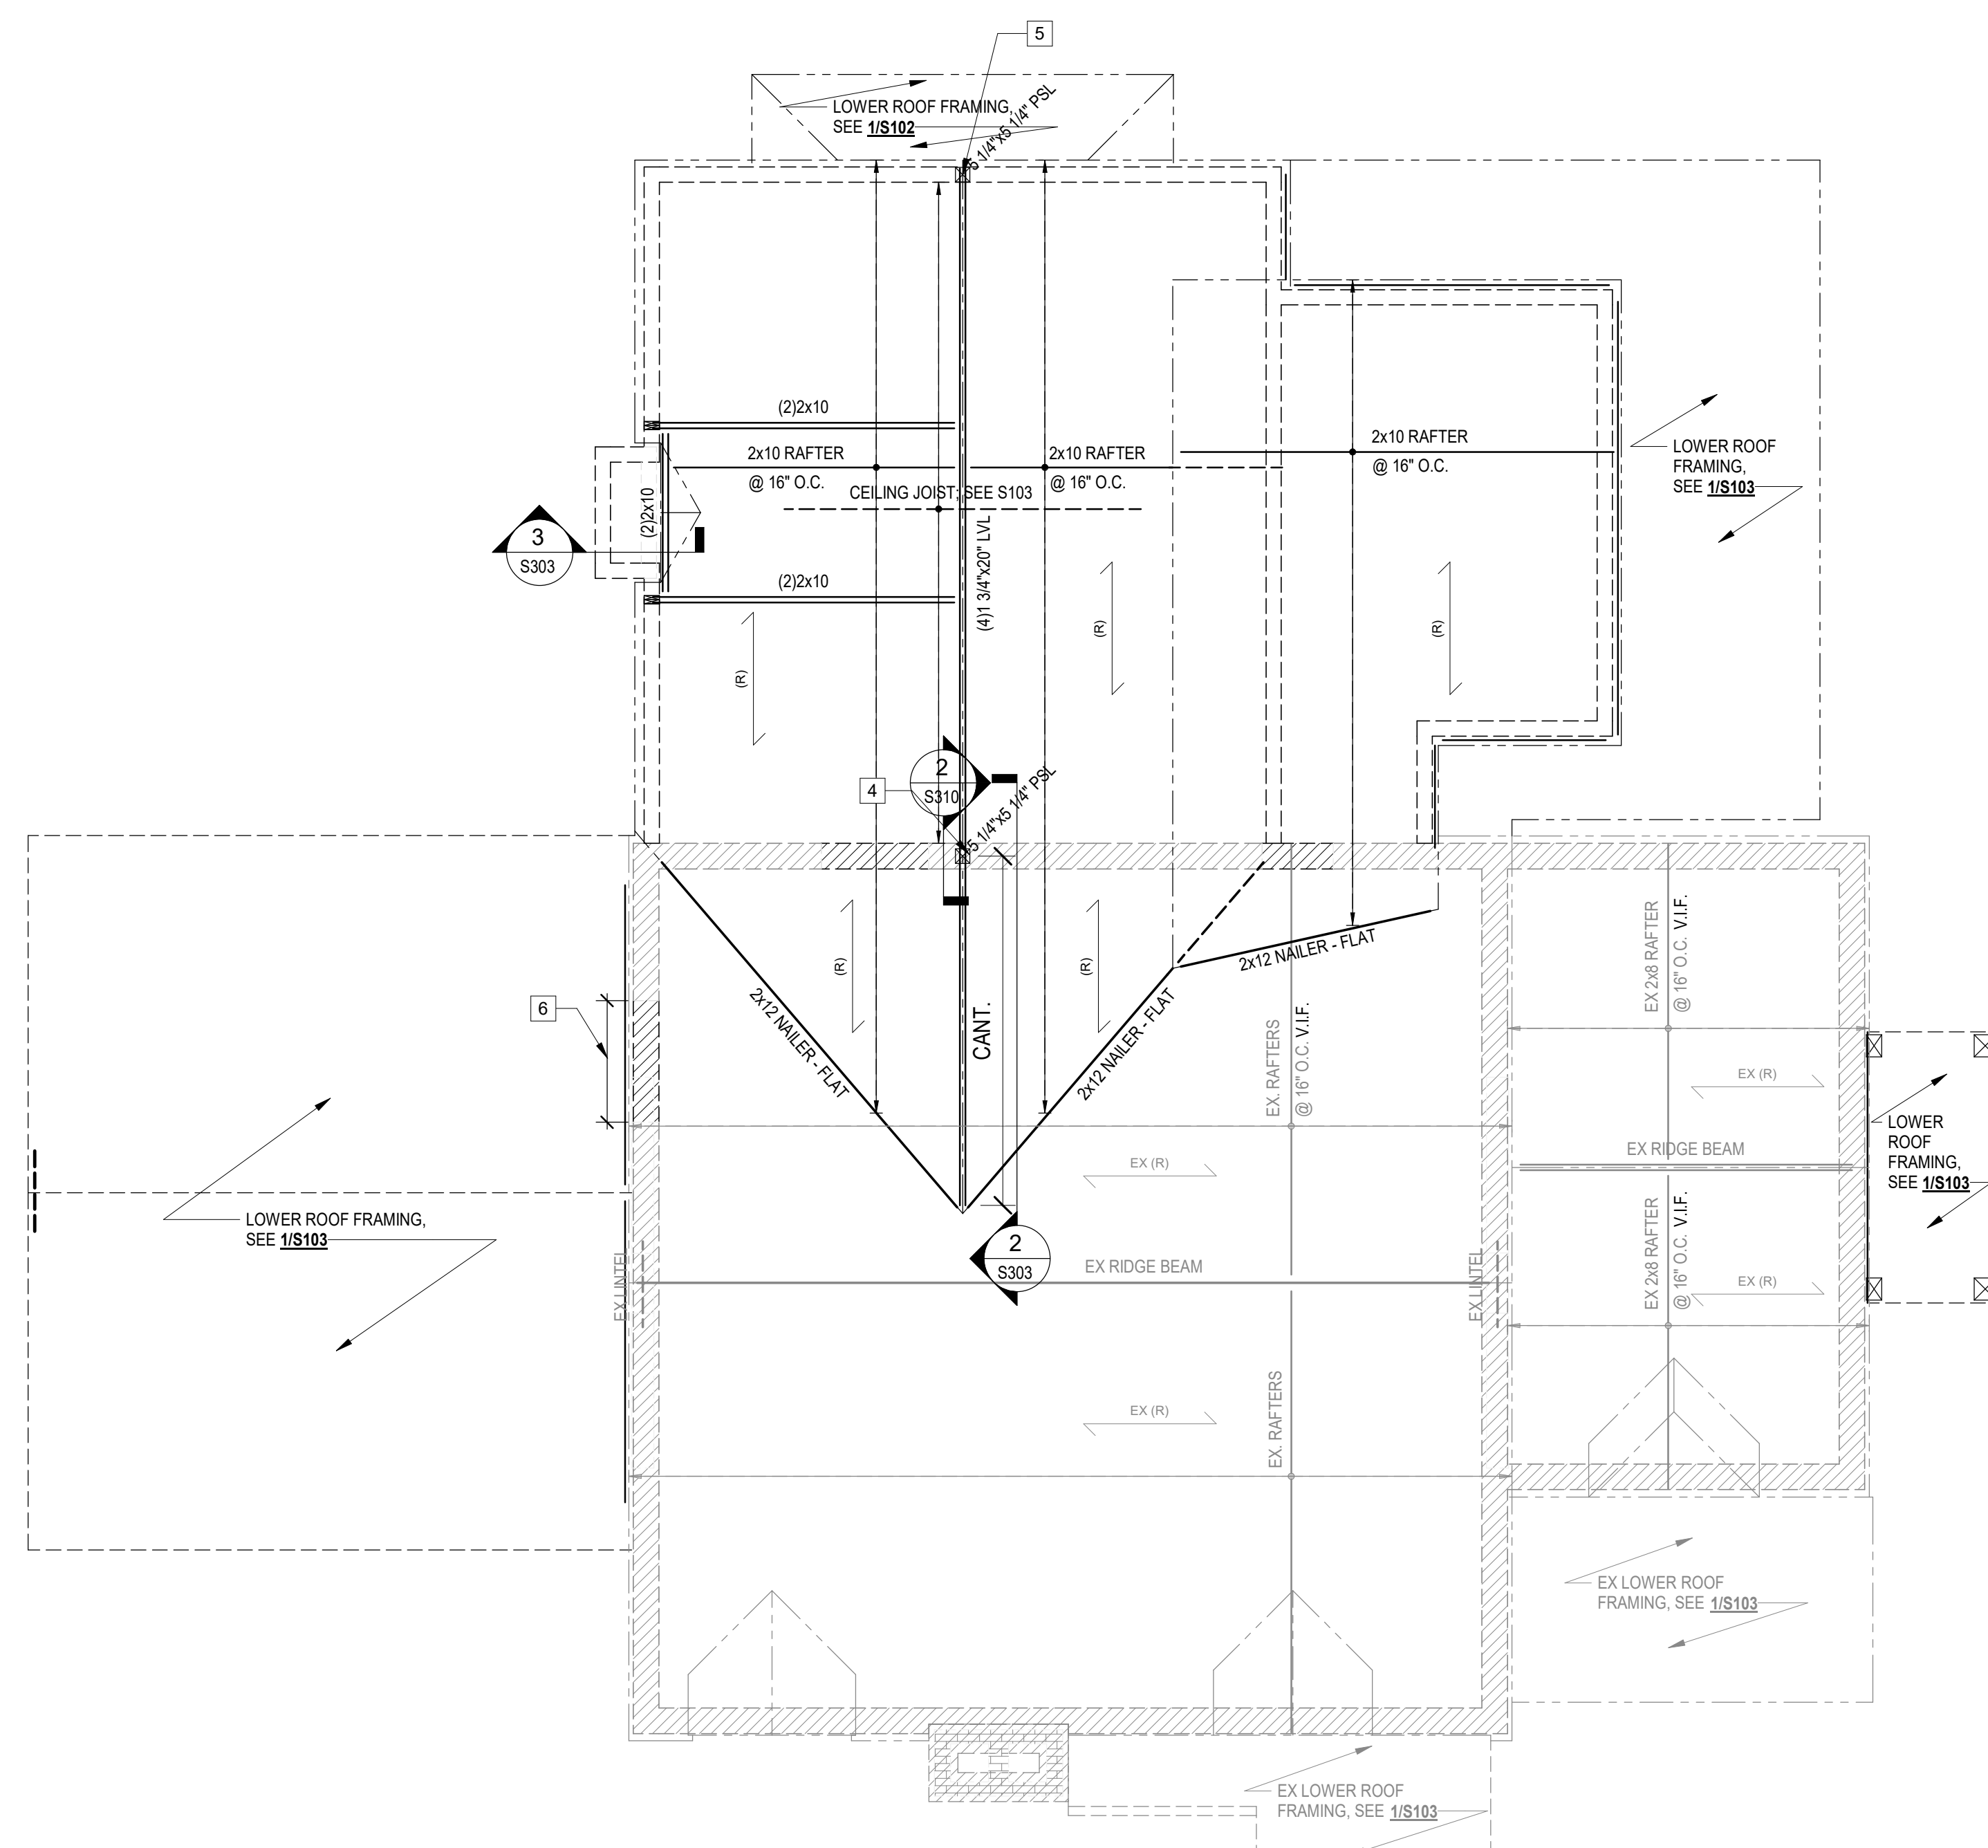 5
LOWER ROOF FRAMING,
SEE 1/S102
5 1/4"x5 1/4" PSL
(2)2x10
2x10 RAFTER
@ 16" O.C.
2x10 RAFTER
@ 16" O.C.
2x10 RAFTER
@ 16" O.C.
LOWER ROOF
FRAMING,
SEE 1/S103
CEILING JOIST; SEE S103
(2)2x10
3
S303
(4)1 3/4"x20" LVL
(2)2x10
(R)
(R)
(R)
2
S310
4
5 1/4"x5 1/4" PSL
(R)
(R)
2x12 NAILER - FLAT
2x12 NAILER - FLAT
2x12 NAILER - FLAT
CANT.
6
EX. RAFTERS
@ 16" O.C. V.I.F.
EX 2x8 RAFTER
@ 16" O.C. V.I.F.
EX (R)
EX (R)
EX RIDGE BEAM
LOWER
ROOF
FRAMING,
SEE 1/S103
LOWER ROOF FRAMING,
SEE 1/S103
2
S303
EX RIDGE BEAM
EX LINTEL
EX LINTEL
EX 2x8 RAFTER
@ 16" O.C. V.I.F.
EX (R)
EX. RAFTERS
EX (R)
EX LOWER ROOF
FRAMING, SEE 1/S103
EX LOWER ROOF
FRAMING, SEE 1/S103